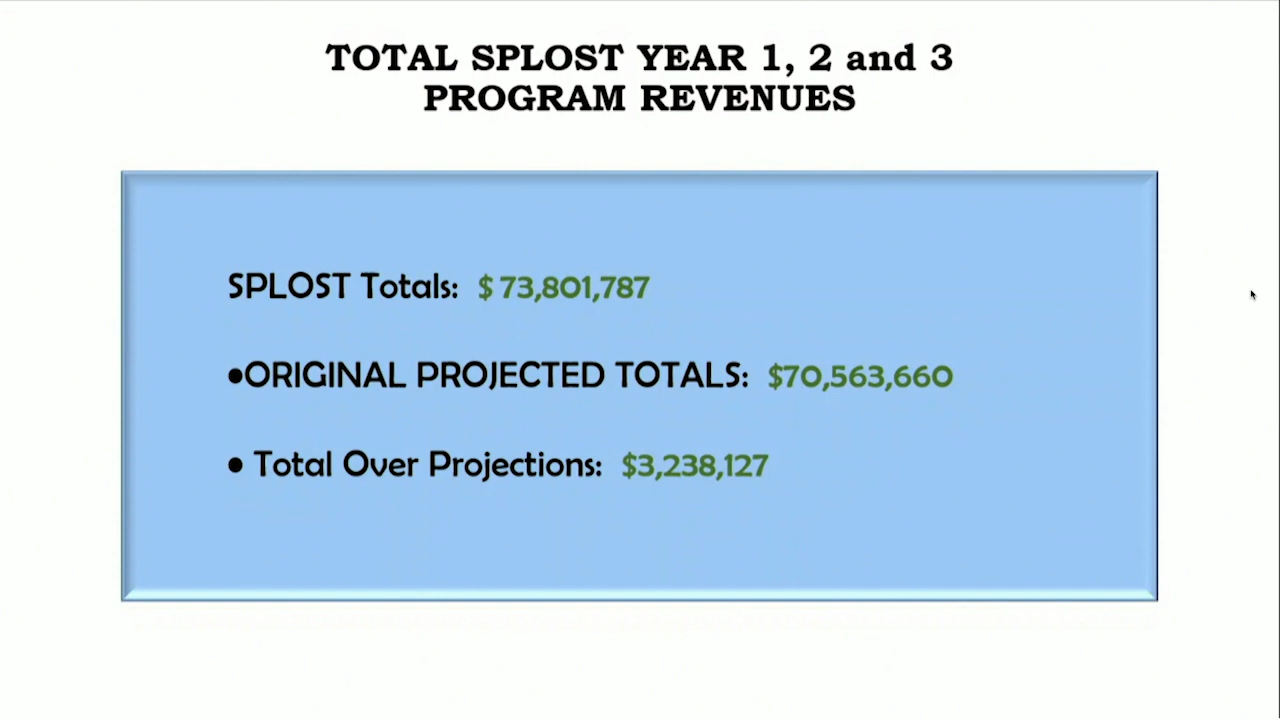 TOTAL SPLOST YEAR 1, 2 and 3
PROGRAM REVENUES
SPLOST Totals: $ 73,801,787
•ORIGINAL PROJECTED TOTALS: $70,563,660
• Total Over Projections: $3,238,127